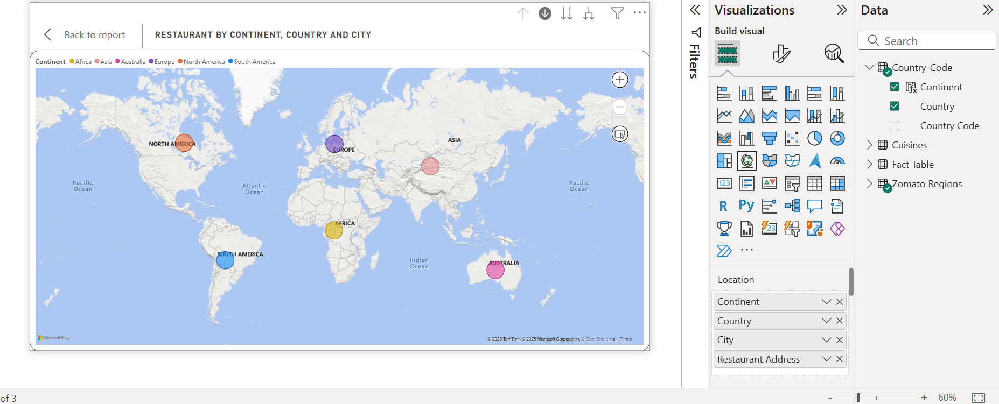 Back to report
RESTAURANT BY CONTINENT, COUNTRY AND CITY
Continent Africa Asia Australia Europe North America South America
NORTH AMERICA
EUROPE
ASIA
Pacific
Ocean
Atlantic
Ocean
Pacific
Ocean
AFRICA
SOUTH AMERICA
Indian
Ocean
AUSTRALIA
Microsoft Bing
© 2025 TomTom, © 2025 Microsoft Corporation, © OpenStreetMap Terms
Filters
Visualizations
Build visual
123
R
Py
123
Location
Continent
Country
City
Restaurant Address
Data
Search
Country-Code
Continent
Country
Country Code
Cuisines
Fact Table
Zomato Regions
of 3
- + 60%